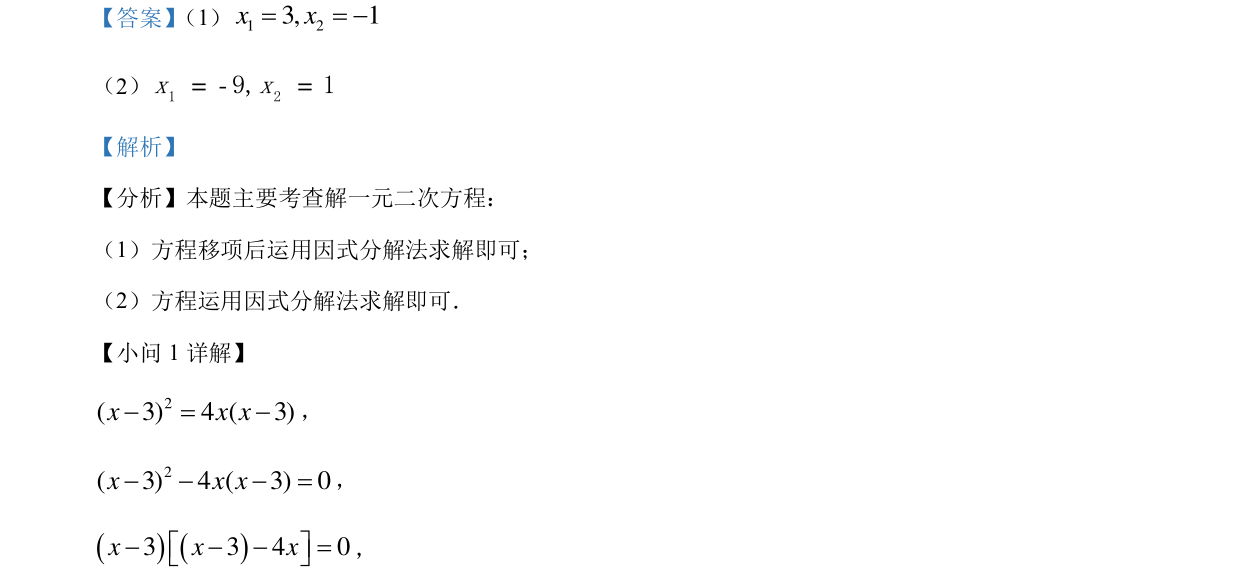 【答案】（1）x₁ = 3, x₂ = −1
（2）x₁ = -9, x₂ = 1
【解析】
【分析】本题主要考查解一元二次方程：
（1）方程移项后运用因式分解法求解即可；
（2）方程运用因式分解法求解即可．
【小问 1 详解】
(x−3)² = 4x(x−3)，
(x−3)² − 4x(x−3) = 0，
(x−3)[(x−3)−4x] = 0，